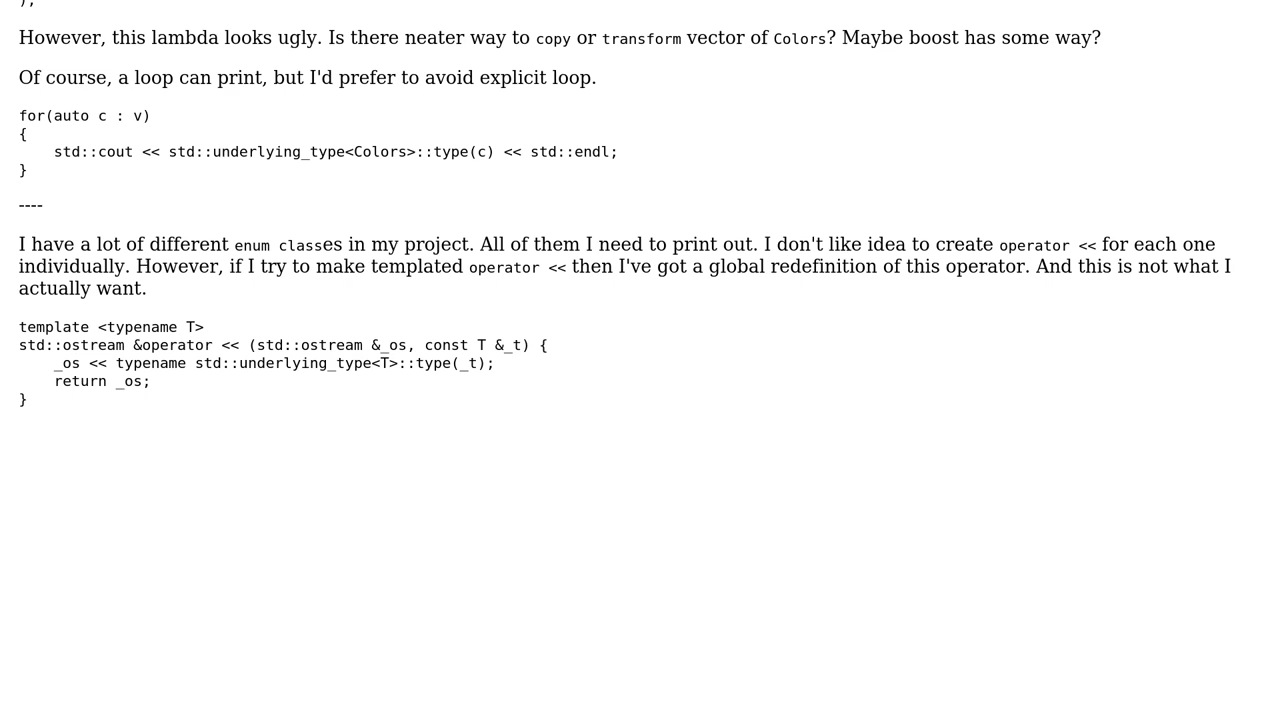 );
However, this lambda looks ugly. Is there neater way to copy or transform vector of Colors? Maybe boost has some way?
Of course, a loop can print, but I'd prefer to avoid explicit loop.
for(auto c : v)
{
    std::cout << std::underlying_type<Colors>::type(c) << std::endl;
}
----
I have a lot of different enum classes in my project. All of them I need to print out. I don't like idea to create operator << for each one
individually. However, if I try to make templated operator << then I've got a global redefinition of this operator. And this is not what I
actually want.
template <typename T>
std::ostream &operator << (std::ostream &_os, const T &_t) {
    _os << typename std::underlying_type<T>::type(_t);
    return _os;
}